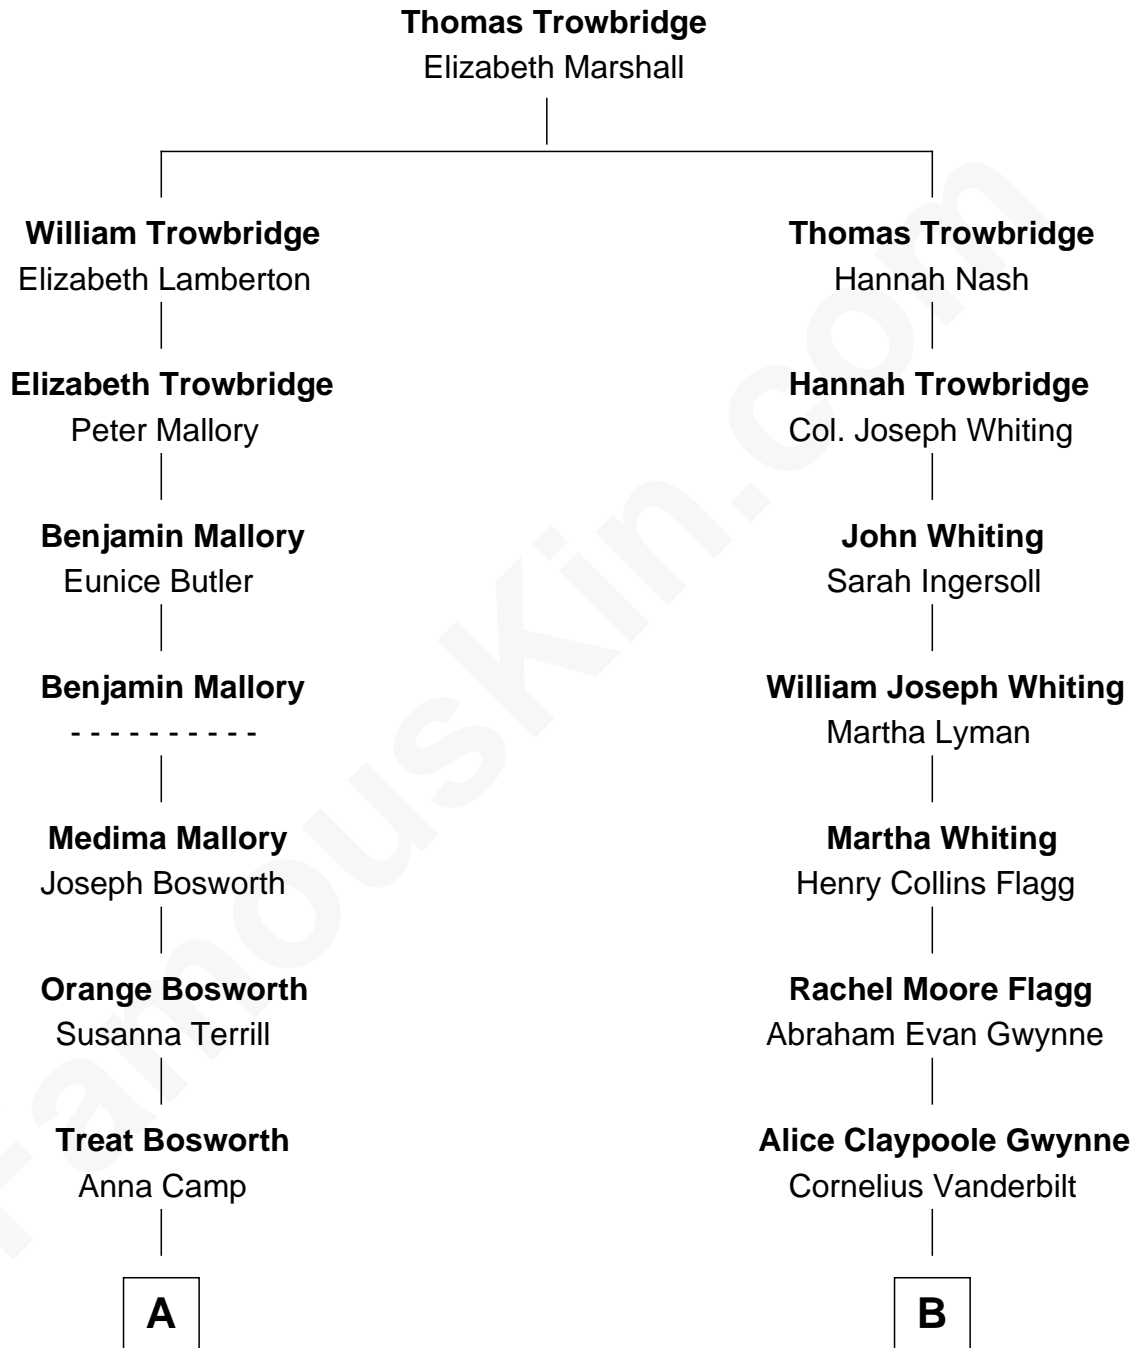 Thomas Trowbridge
Elizabeth Marshall
William Trowbridge
Elizabeth Lamberton
Thomas Trowbridge
Hannah Nash
Elizabeth Trowbridge
Peter Mallory
Hannah Trowbridge
Col. Joseph Whiting
Benjamin Mallory
Eunice Butler
John Whiting
Sarah Ingersoll
Benjamin Mallory
- - - - - - - - - -
William Joseph Whiting
Martha Lyman
Medima Mallory
Joseph Bosworth
Martha Whiting
Henry Collins Flagg
Orange Bosworth
Susanna Terrill
Rachel Moore Flagg
Abraham Evan Gwynne
Treat Bosworth
Anna Camp
Alice Claypoole Gwynne
Cornelius Vanderbilt
A
B
FamousKin.com